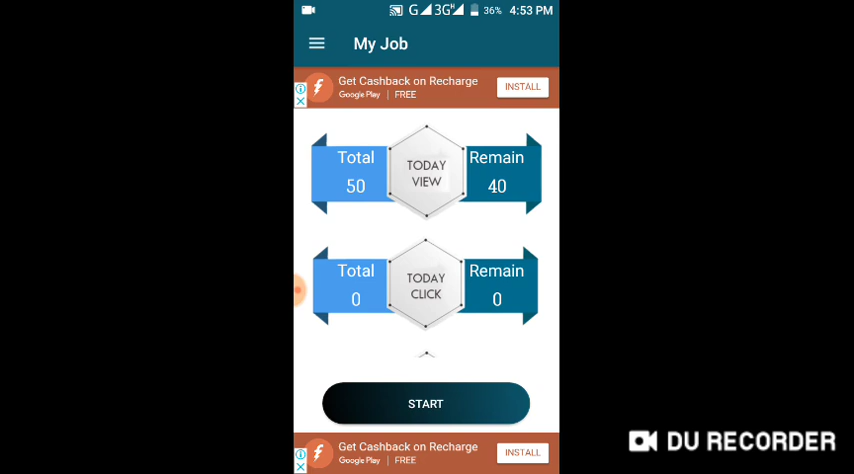 G 3G H 36% 4:53 PM
My Job
Get Cashback on Recharge
Google Play | FREE
INSTALL
Total
50
TODAY
VIEW
Remain
40
Total
0
TODAY
CLICK
Remain
0
START
Get Cashback on Recharge
Google Play | FREE
INSTALL
DU RECORDER